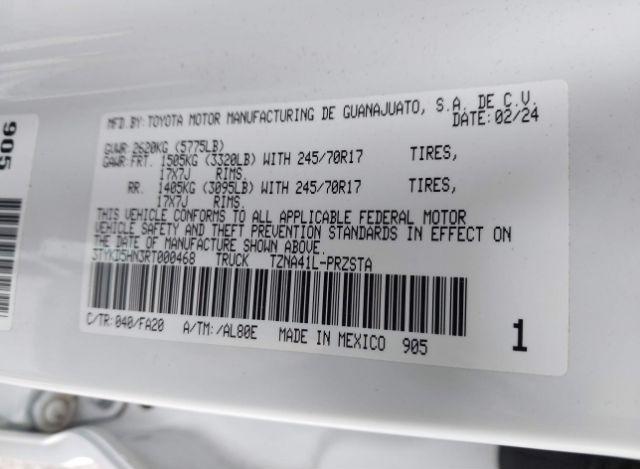 MFD.BY:TOYOTA MOTOR MANUFACTURING DE GUANAJUATO, S.A. DE C.V.
DATE:02/24
GVWR:2620KG (5775LB)
GAWR:FRT. 1505KG (3320LB) WITH 245/70R17 TIRES,
17X7J RIMS.
RR. 1405KG (3095LB) WITH 245/70R17 TIRES,
17X7J RIMS.
THIS VEHICLE CONFORMS TO ALL APPLICABLE FEDERAL MOTOR
VEHICLE SAFETY AND THEFT PREVENTION STANDARDS IN EFFECT ON
THE DATE OF MANUFACTURE SHOWN ABOVE.
3TYKD5HN3RT000468 TRUCK TZNA41L-PRZSTA
C/TR:040/FA20 A/TM:/AL80E MADE IN MEXICO 905
1
905